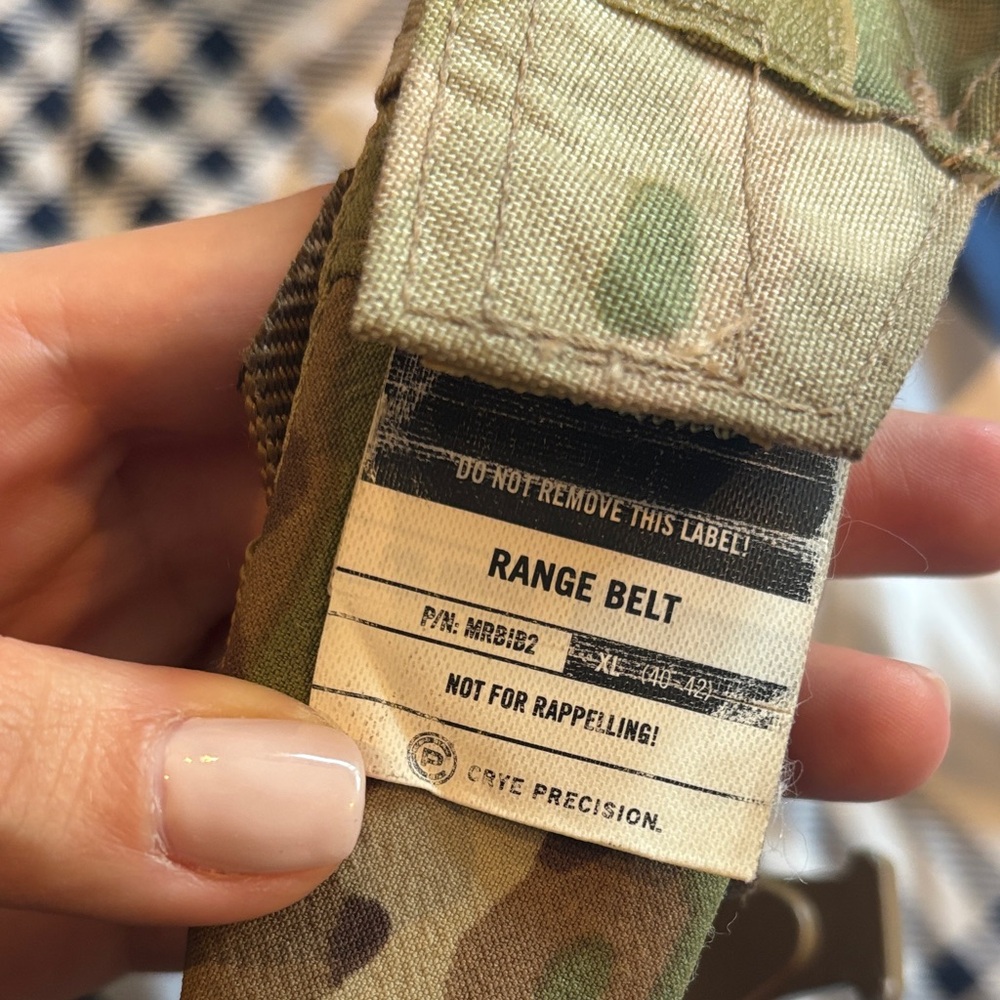 DO NOT REMOVE THIS LABEL!
RANGE BELT
P/N: MRBIB2 XL (40-42)
NOT FOR RAPPELLING!
CRYE PRECISION.